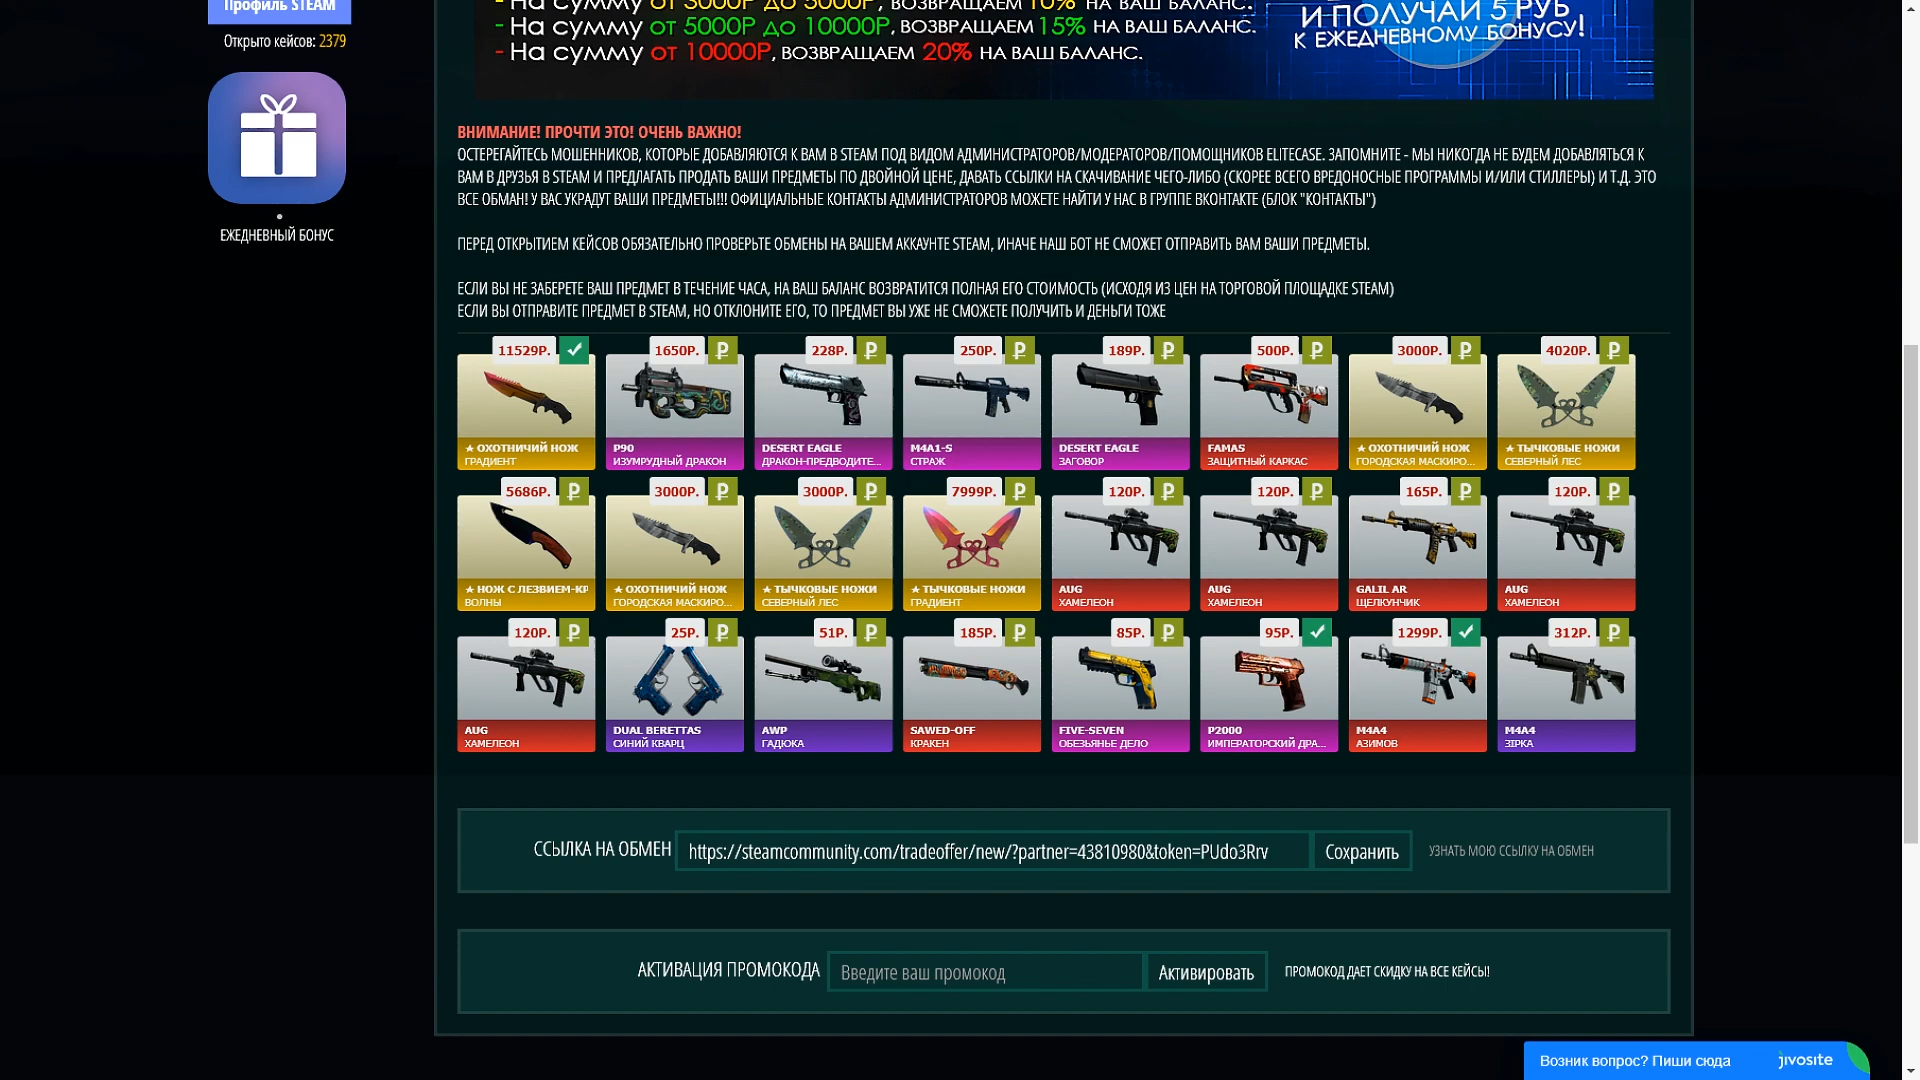 Профиль STEAM
Открыто кейсов: 2379
ЕЖЕДНЕВНЫЙ БОНУС
- На сумму от 3000Р до 5000Р, ВОЗВРАЩАЕМ 10% НА ВАШ БАЛАНС.
- На сумму от 5000Р до 10000Р, ВОЗВРАЩАЕМ 15% НА ВАШ БАЛАНС.
- На сумму от 10000Р, ВОЗВРАЩАЕМ 20% НА ВАШ БАЛАНС.
И ПОЛУЧАЙ 5 РУБ
К ЕЖЕДНЕВНОМУ БОНУСУ!
ВНИМАНИЕ! ПРОЧТИ ЭТО! ОЧЕНЬ ВАЖНО!
ОСТЕРЕГАЙТЕСЬ МОШЕННИКОВ, КОТОРЫЕ ДОБАВЛЯЮТСЯ К ВАМ В STEAM ПОД ВИДОМ АДМИНИСТРАТОРОВ/МОДЕРАТОРОВ/ПОМОЩНИКОВ ELITECASE. ЗАПОМНИТЕ - МЫ НИКОГДА НЕ БУДЕМ ДОБАВЛЯТЬСЯ К
ВАМ В ДРУЗЬЯ В STEAM И ПРЕДЛАГАТЬ ПРОДАТЬ ВАШИ ПРЕДМЕТЫ ПО ДВОЙНОЙ ЦЕНЕ, ДАВАТЬ ССЫЛКИ НА СКАЧИВАНИЕ ЧЕГО-ЛИБО (СКОРЕЕ ВСЕГО ВРЕДОНОСНЫЕ ПРОГРАММЫ И/ИЛИ СТИЛЛЕРЫ) И Т.Д. ЭТО
ВСЕ ОБМАН! У ВАС УКРАДУТ ВАШИ ПРЕДМЕТЫ!!! ОФИЦИАЛЬНЫЕ КОНТАКТЫ АДМИНИСТРАТОРОВ МОЖЕТЕ НАЙТИ У НАС В ГРУППЕ ВКОНТАКТЕ (БЛОК "КОНТАКТЫ")
ПЕРЕД ОТКРЫТИЕМ КЕЙСОВ ОБЯЗАТЕЛЬНО ПРОВЕРЬТЕ ОБМЕНЫ НА ВАШЕМ АККАУНТЕ STEAM, ИНАЧЕ НАШ БОТ НЕ СМОЖЕТ ОТПРАВИТЬ ВАМ ВАШИ ПРЕДМЕТЫ.
ЕСЛИ ВЫ НЕ ЗАБЕРЕТЕ ВАШ ПРЕДМЕТ В ТЕЧЕНИЕ ЧАСА, НА ВАШ БАЛАНС ВОЗВРАТИТСЯ ПОЛНАЯ ЕГО СТОИМОСТЬ (ИСХОДЯ ИЗ ЦЕН НА ТОРГОВОЙ ПЛОЩАДКЕ STEAM)
ЕСЛИ ВЫ ОТПРАВИТЕ ПРЕДМЕТ В STEAM, НО ОТКЛОНИТЕ ЕГО, ТО ПРЕДМЕТ ВЫ УЖЕ НЕ СМОЖЕТЕ ПОЛУЧИТЬ И ДЕНЬГИ ТОЖЕ
11529Р. 1650Р. 228Р. 250Р. 189Р. 500Р. 3000Р. 4020Р.
★ ОХОТНИЧИЙ НОЖ P90 DESERT EAGLE M4A1-S DESERT EAGLE FAMAS ★ ОХОТНИЧИЙ НОЖ ★ ТЫЧКОВЫЕ НОЖИ
ГРАДИЕНТ ИЗУМРУДНЫЙ ДРАКОН ДРАКОН-ПРЕДВОДИТЕ... СТРАЖ ЗАГОВОР ЗАЩИТНЫЙ КАРКАС ГОРОДСКАЯ МАСКИРО... СЕВЕРНЫЙ ЛЕС
5686Р. 3000Р. 3000Р. 7999Р. 120Р. 120Р. 165Р. 120Р.
★ НОЖ С ЛЕЗВИЕМ-КР ★ ОХОТНИЧИЙ НОЖ ★ ТЫЧКОВЫЕ НОЖИ ★ ТЫЧКОВЫЕ НОЖИ AUG AUG GALIL AR AUG
ВОЛНЫ ГОРОДСКАЯ МАСКИРО... СЕВЕРНЫЙ ЛЕС ГРАДИЕНТ ХАМЕЛЕОН ХАМЕЛЕОН ЩЕЛКУНЧИК ХАМЕЛЕОН
120Р. 25Р. 51Р. 185Р. 85Р. 95Р. 1299Р. 312Р.
AUG DUAL BERETTAS AWP SAWED-OFF FIVE-SEVEN P2000 M4A4 M4A4
ХАМЕЛЕОН СИНИЙ КВАРЦ ГАДЮКА КРАКЕН ОБЕЗЬЯНЬЕ ДЕЛО ИМПЕРАТОРСКИЙ ДРА... АЗИМОВ ЗІРКА
ССЫЛКА НА ОБМЕН https://steamcommunity.com/tradeoffer/new/?partner=43810980&token=PUdo3Rrv Сохранить УЗНАТЬ МОЮ ССЫЛКУ НА ОБМЕН
АКТИВАЦИЯ ПРОМОКОДА Введите ваш промокод Активировать ПРОМОКОД ДАЕТ СКИДКУ НА ВСЕ КЕЙСЫ!
Возник вопрос? Пиши сюда jivosite